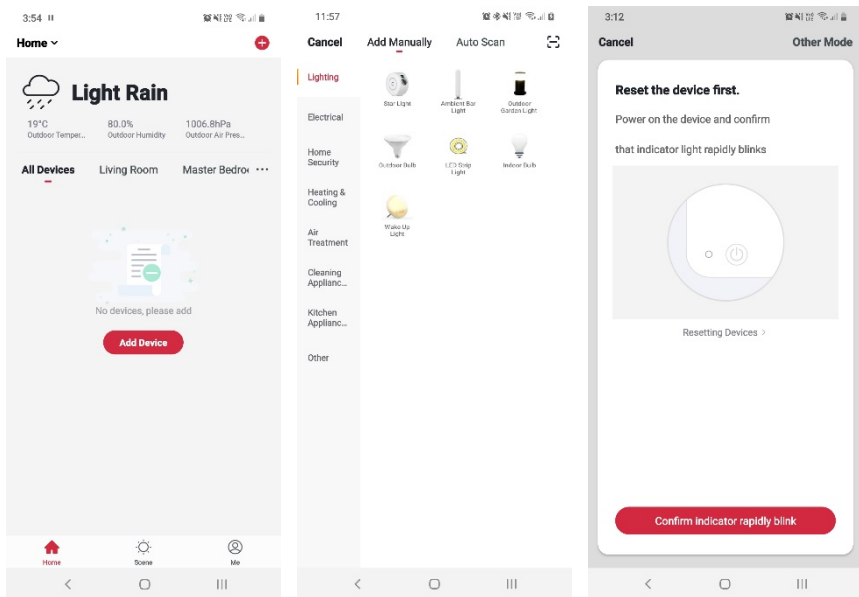 3:54
Home
Light Rain
19°C 80.0% 1006.8hPa
Outdoor Temper... Outdoor Humidity Outdoor Air Pres...
All Devices Living Room Master Bedro
No devices, please add
Add Device
Home Scene Me
11:57
Cancel Add Manually Auto Scan
Lighting
Electrical
Home
Security
Heating &
Cooling
Air
Treatment
Cleaning
Applianc...
Kitchen
Applianc...
Other
Star Light Ambient Bar Outdoor
Light Garden Light
Outdoor Bulb LED Strip Indoor Bulb
Light
Wake Up
Light
3:12
Cancel Other Mode
Reset the device first.
Power on the device and confirm
that indicator light rapidly blinks
Resetting Devices >
Confirm indicator rapidly blink